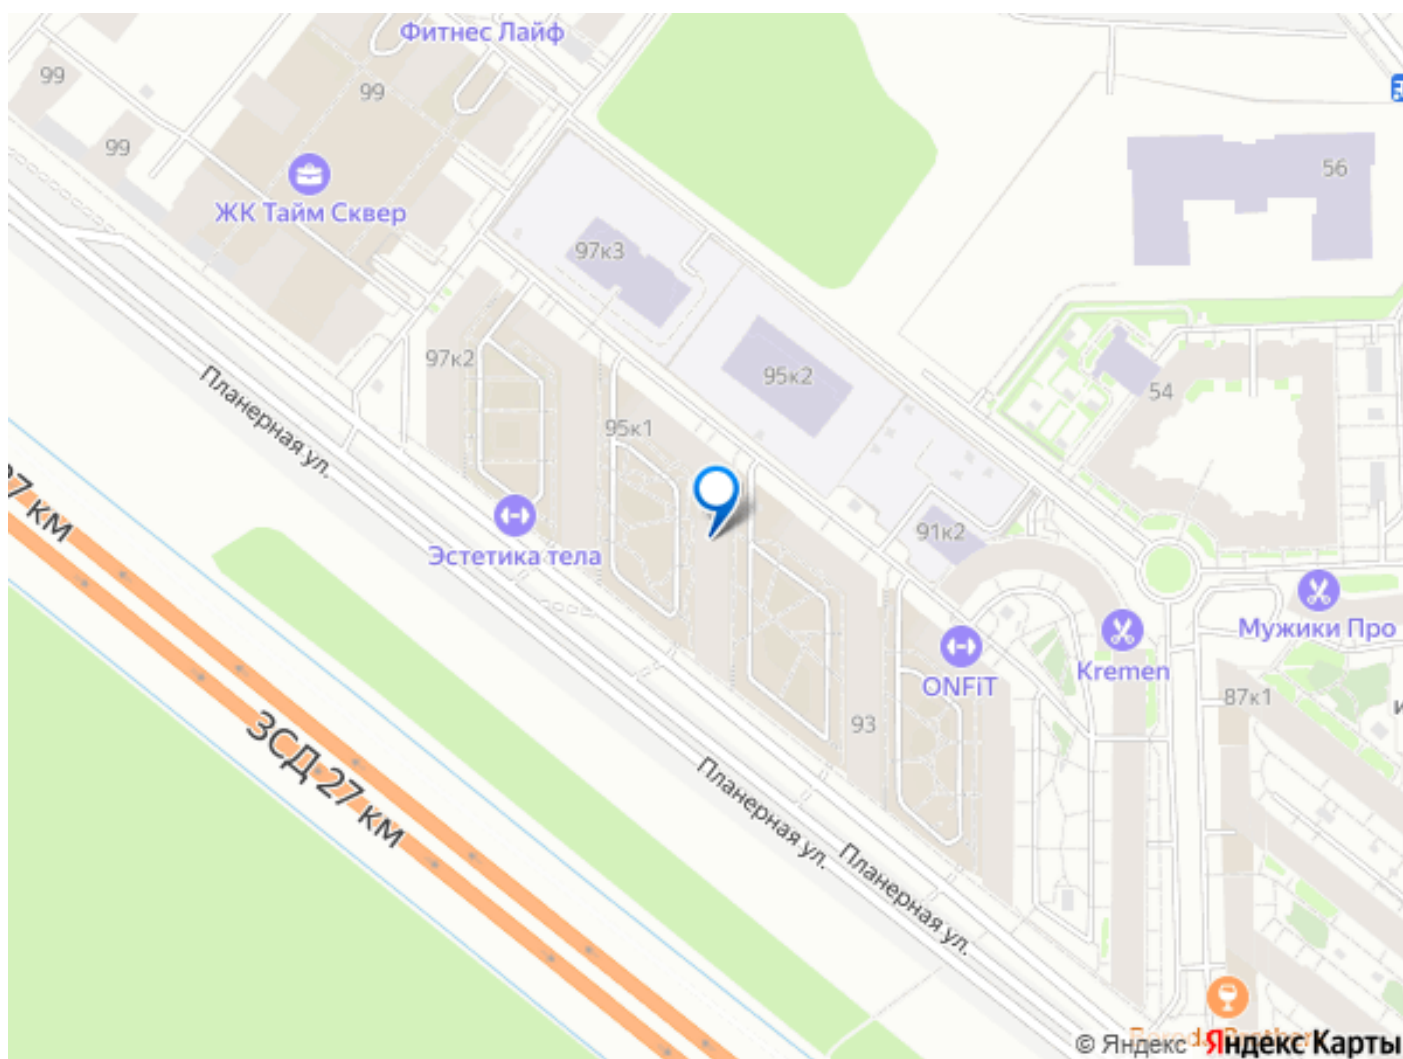 Фитнес Лайф
99
99
99
56
ЖК Тайм Сквер
97к3
97к2
95к2
54
Планерная ул.
95к1
27 км
Эстетика тела
91к2
Мужики Про
Kremen
ONFiT
87к1
93
ЗСД 27 км
Планерная ул.
Планерная ул.
© Яндекс Яндекс Карты